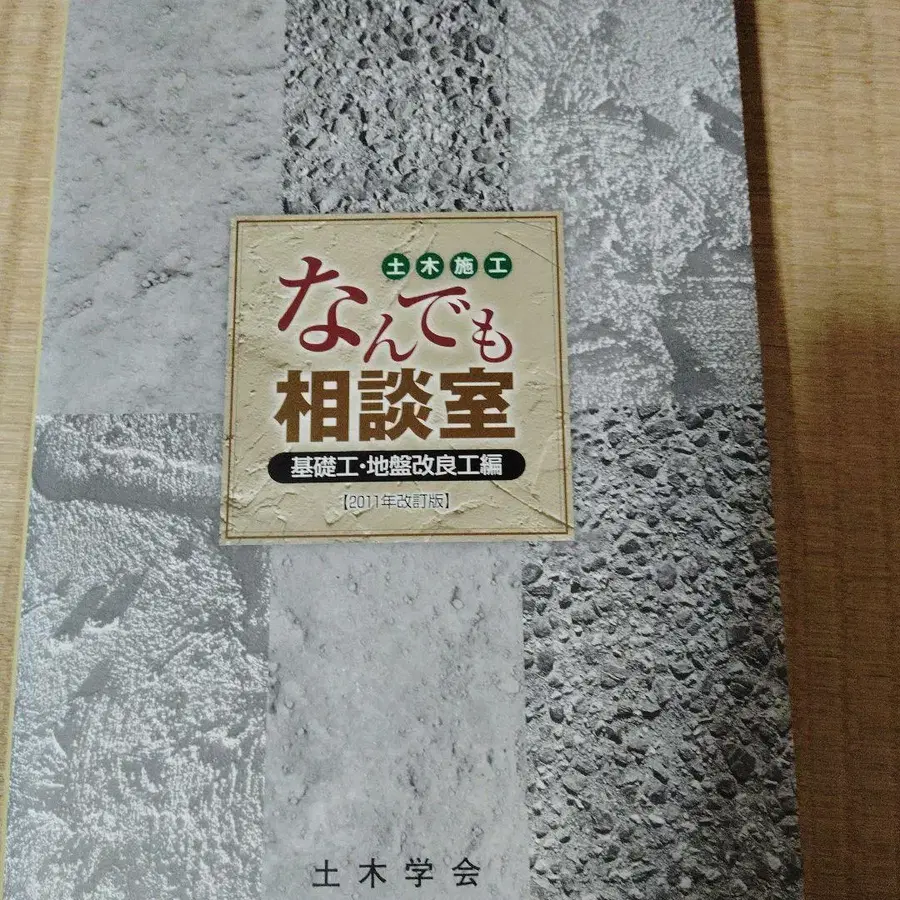 土木施工
なんでも
相談室
基礎工・地盤改良工編
【2011年改訂版】
土木学会